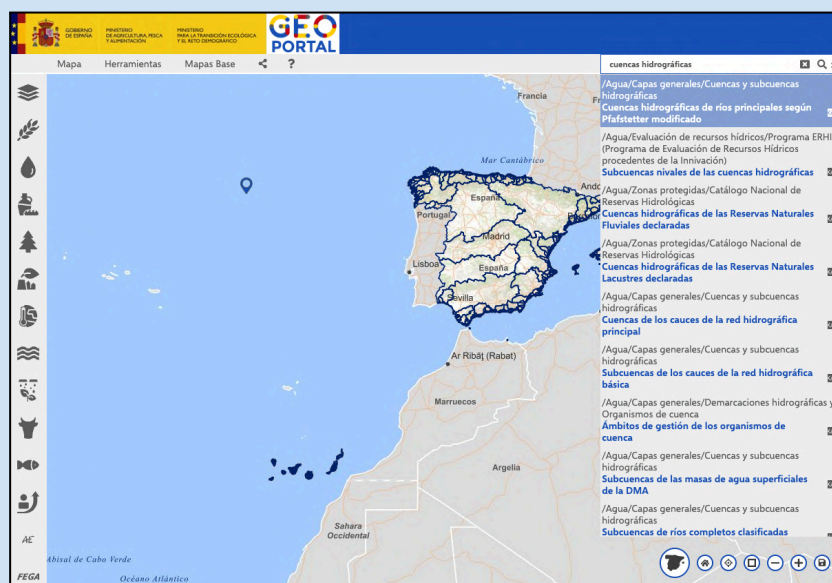 GOBIERNO
DE ESPAÑA
MINISTERIO
DE AGRICULTURA, PESCA
Y ALIMENTACIÓN
MINISTERIO
PARA LA TRANSICIÓN ECOLÓGICA
Y EL RETO DEMOGRÁFICO
GEO
PORTAL
Mapa Herramientas Mapas Base ?
cuencas hidrográficas
/Agua/Capas generales/Cuencas y subcuencas
hidrográficas
Cuencas hidrográficas de ríos principales según
Pfafstetter modificado
/Agua/Evaluación de recursos hídricos/Programa ERHI
(Programa de Evaluación de Recursos Hídricos
procedentes de la Innivación)
Subcuencas nivales de las cuencas hidrográficas
/Agua/Zonas protegidas/Catálogo Nacional de
Reservas Hidrológicas
Cuencas hidrográficas de las Reservas Naturales
Fluviales declaradas
/Agua/Zonas protegidas/Catálogo Nacional de
Reservas Hidrológicas
Cuencas hidrográficas de las Reservas Naturales
Lacustres declaradas
/Agua/Capas generales/Cuencas y subcuencas
hidrográficas
Cuencas de los cauces de la red hidrográfica
principal
/Agua/Capas generales/Cuencas y subcuencas
hidrográficas
Subcuencas de los cauces de la red hidrográfica
básica
/Agua/Capas generales/Demarcaciones hidrográficas y
Organismos de cuenca
Ámbitos de gestión de los organismos de
cuenca
/Agua/Capas generales/Cuencas y subcuencas
hidrográficas
Subcuencas de las masas de agua superficiales
de la DMA
/Agua/Capas generales/Cuencas y subcuencas
hidrográficas
Subcuencas de ríos completos clasificadas
Francia
Fr
Mar Cantábrico
Ando
España
Portugal
Madrid
Lisboa
España
Sevilla
Ar Ribāţ (Rabat)
Marruecos
Argelia
Sahara
Occidental
Abisal de Cabo Verde
Océano Atlántico
AE
FEGA